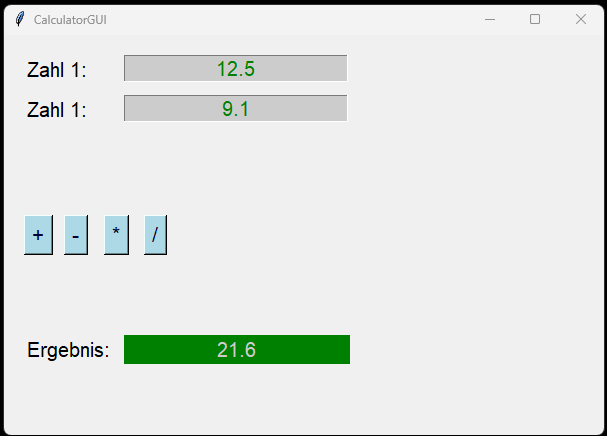 CalculatorGUI
Zahl 1: 12.5
Zahl 1: 9.1
+ - * /
Ergebnis: 21.6